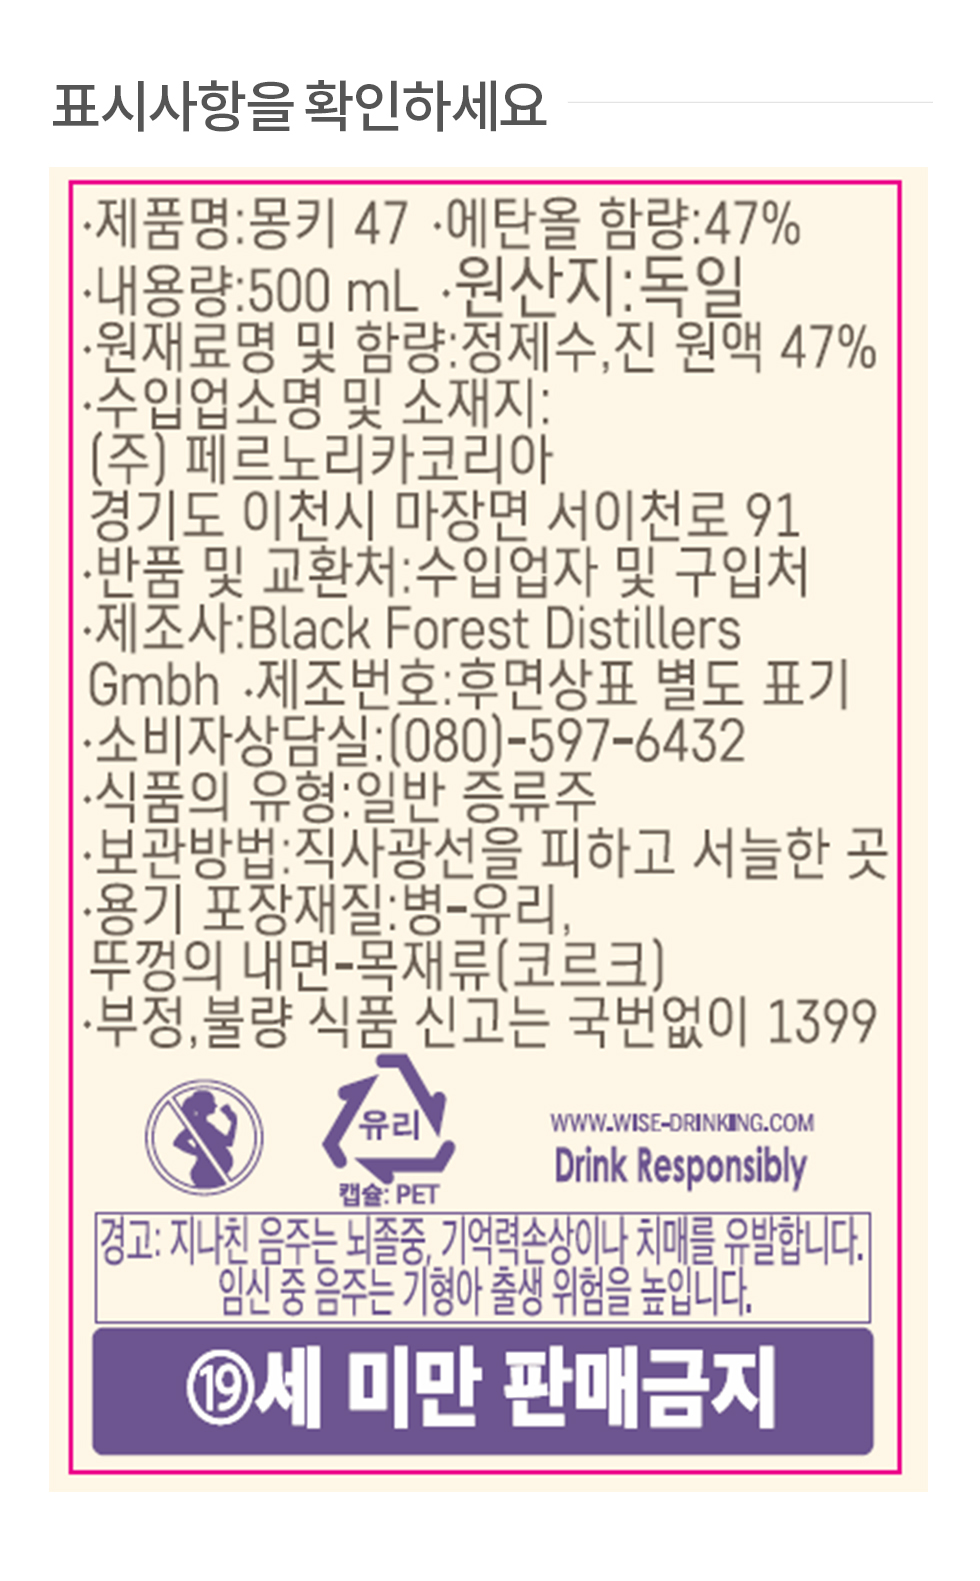 표시사항을 확인하세요
·제품명:몽키 47 ·에탄올 함량:47%
·내용량:500 mL ·원산지:독일
·원재료명 및 함량:정제수,진 원액 47%
·수입업소명 및 소재지:
(주) 페르노리카코리아
경기도 이천시 마장면 서이천로 91
·반품 및 교환처:수입업자 및 구입처
·제조사:Black Forest Distillers
Gmbh ·제조번호:후면상표 별도 표기
·소비자상담실:(080)-597-6432
·식품의 유형:일반 증류주
·보관방법:직사광선을 피하고 서늘한 곳
·용기 포장재질:병-유리,
뚜껑의 내면-목재류(코르크)
·부정,불량 식품 신고는 국번없이 1399
유리
캡슐: PET
WWW.WISE-DRINKING.COM
Drink Responsibly
경고: 지나친 음주는 뇌졸중, 기억력손상이나 치매를 유발합니다.
임신 중 음주는 기형아 출생 위험을 높입니다.
⑲세 미만 판매금지